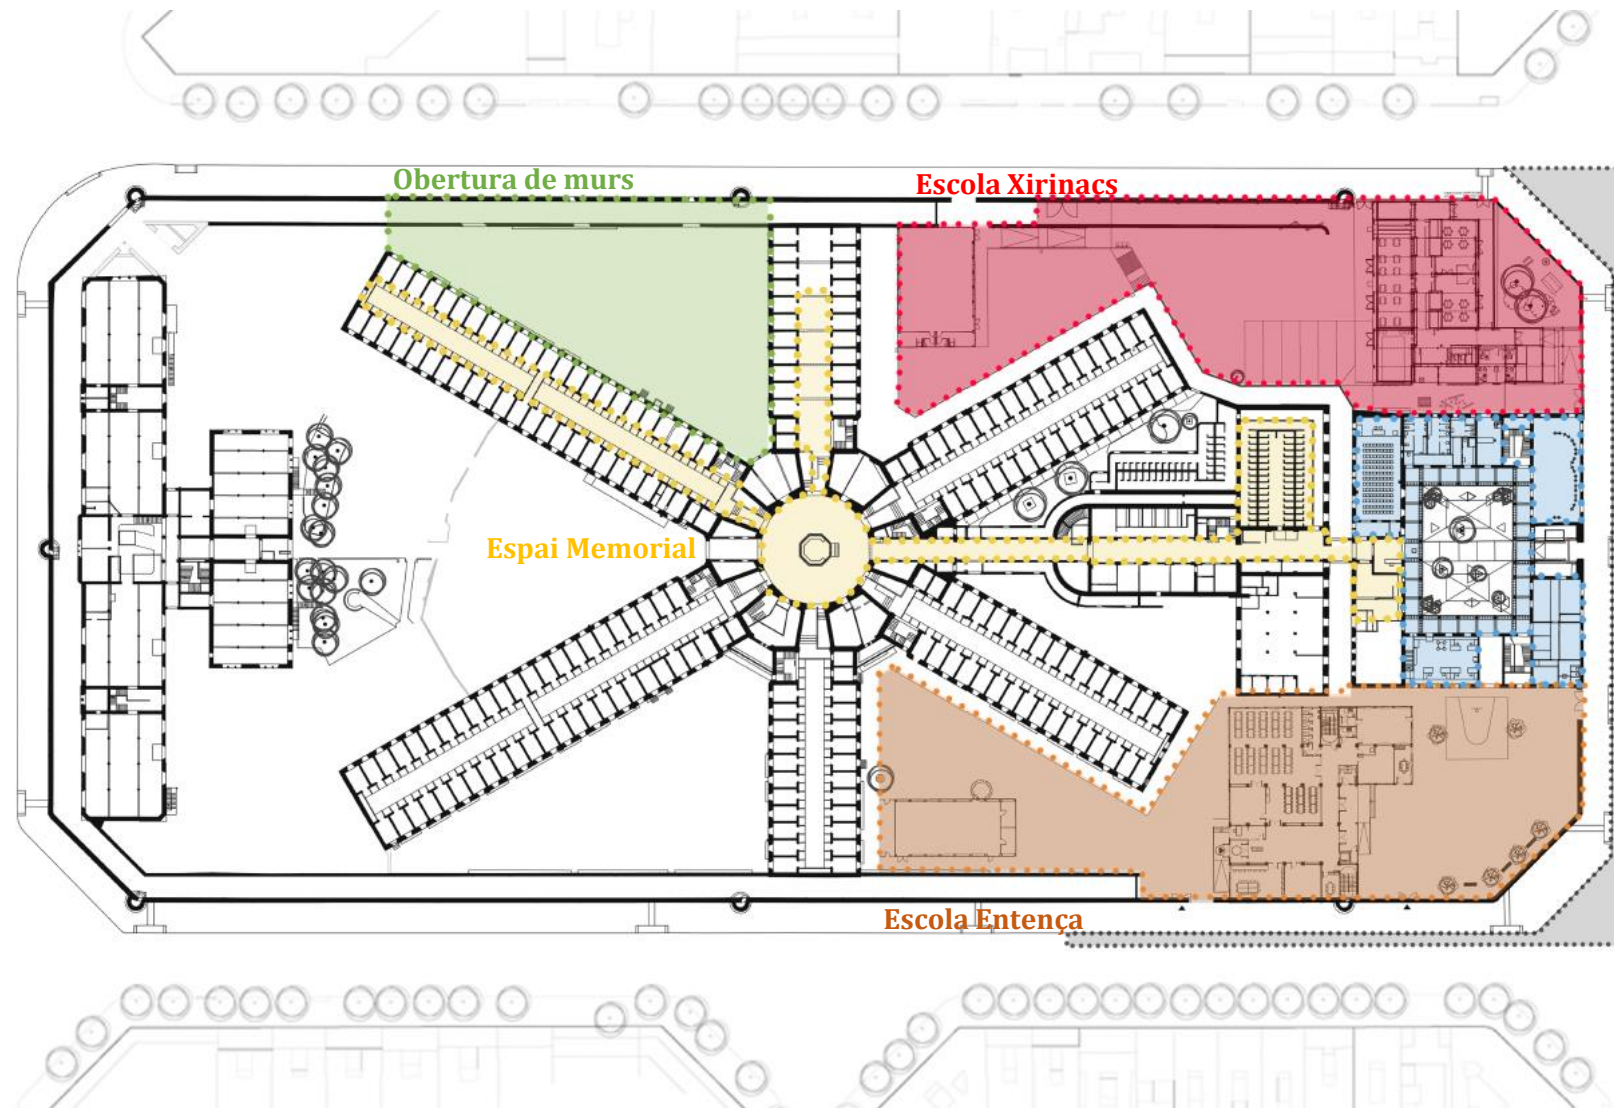 Obertura de murs
Escola Xirinacs
Espai Memorial
Escola Entença